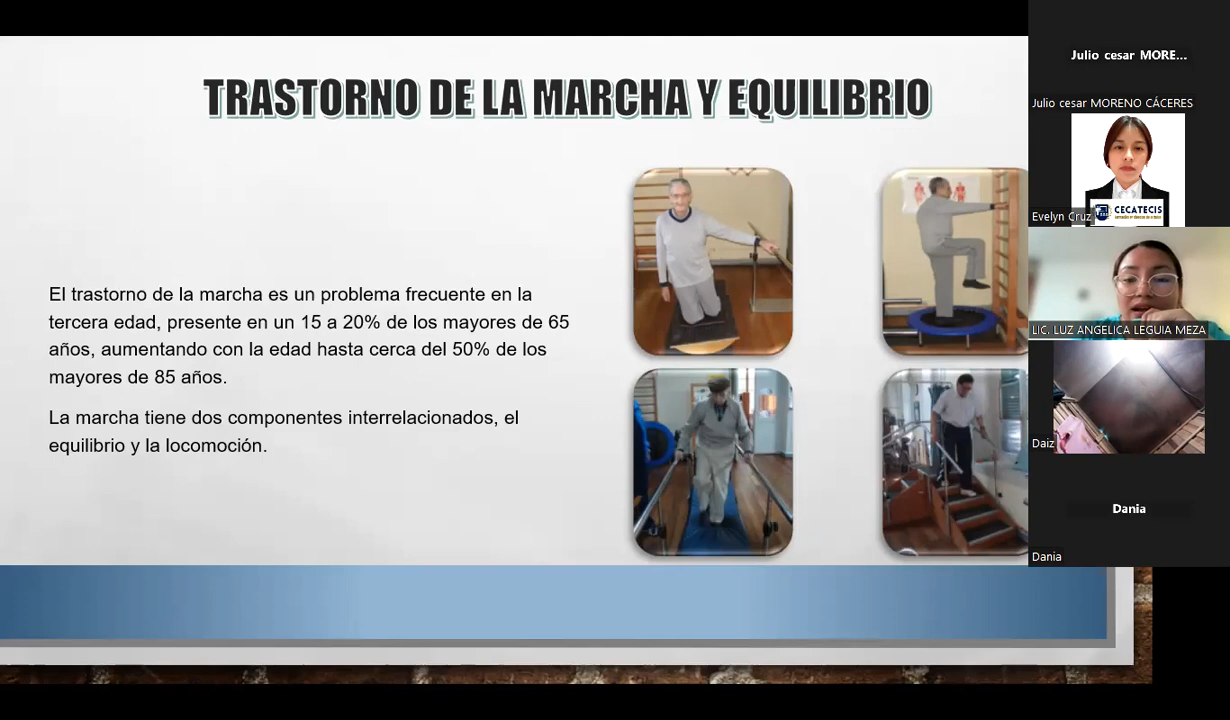 TRASTORNO DE LA MARCHA Y EQUILIBRIO
El trastorno de la marcha es un problema frecuente en la
tercera edad, presente en un 15 a 20% de los mayores de 65
años, aumentando con la edad hasta cerca del 50% de los
mayores de 85 años.
La marcha tiene dos componentes interrelacionados, el
equilibrio y la locomoción.
Julio cesar MORE...
Julio cesar MORENO CÁCERES
CECATECIS
Evelyn Cruz
LIC. LUZ ANGELICA LEGUIA MEZA
Daiz
Dania
Dania